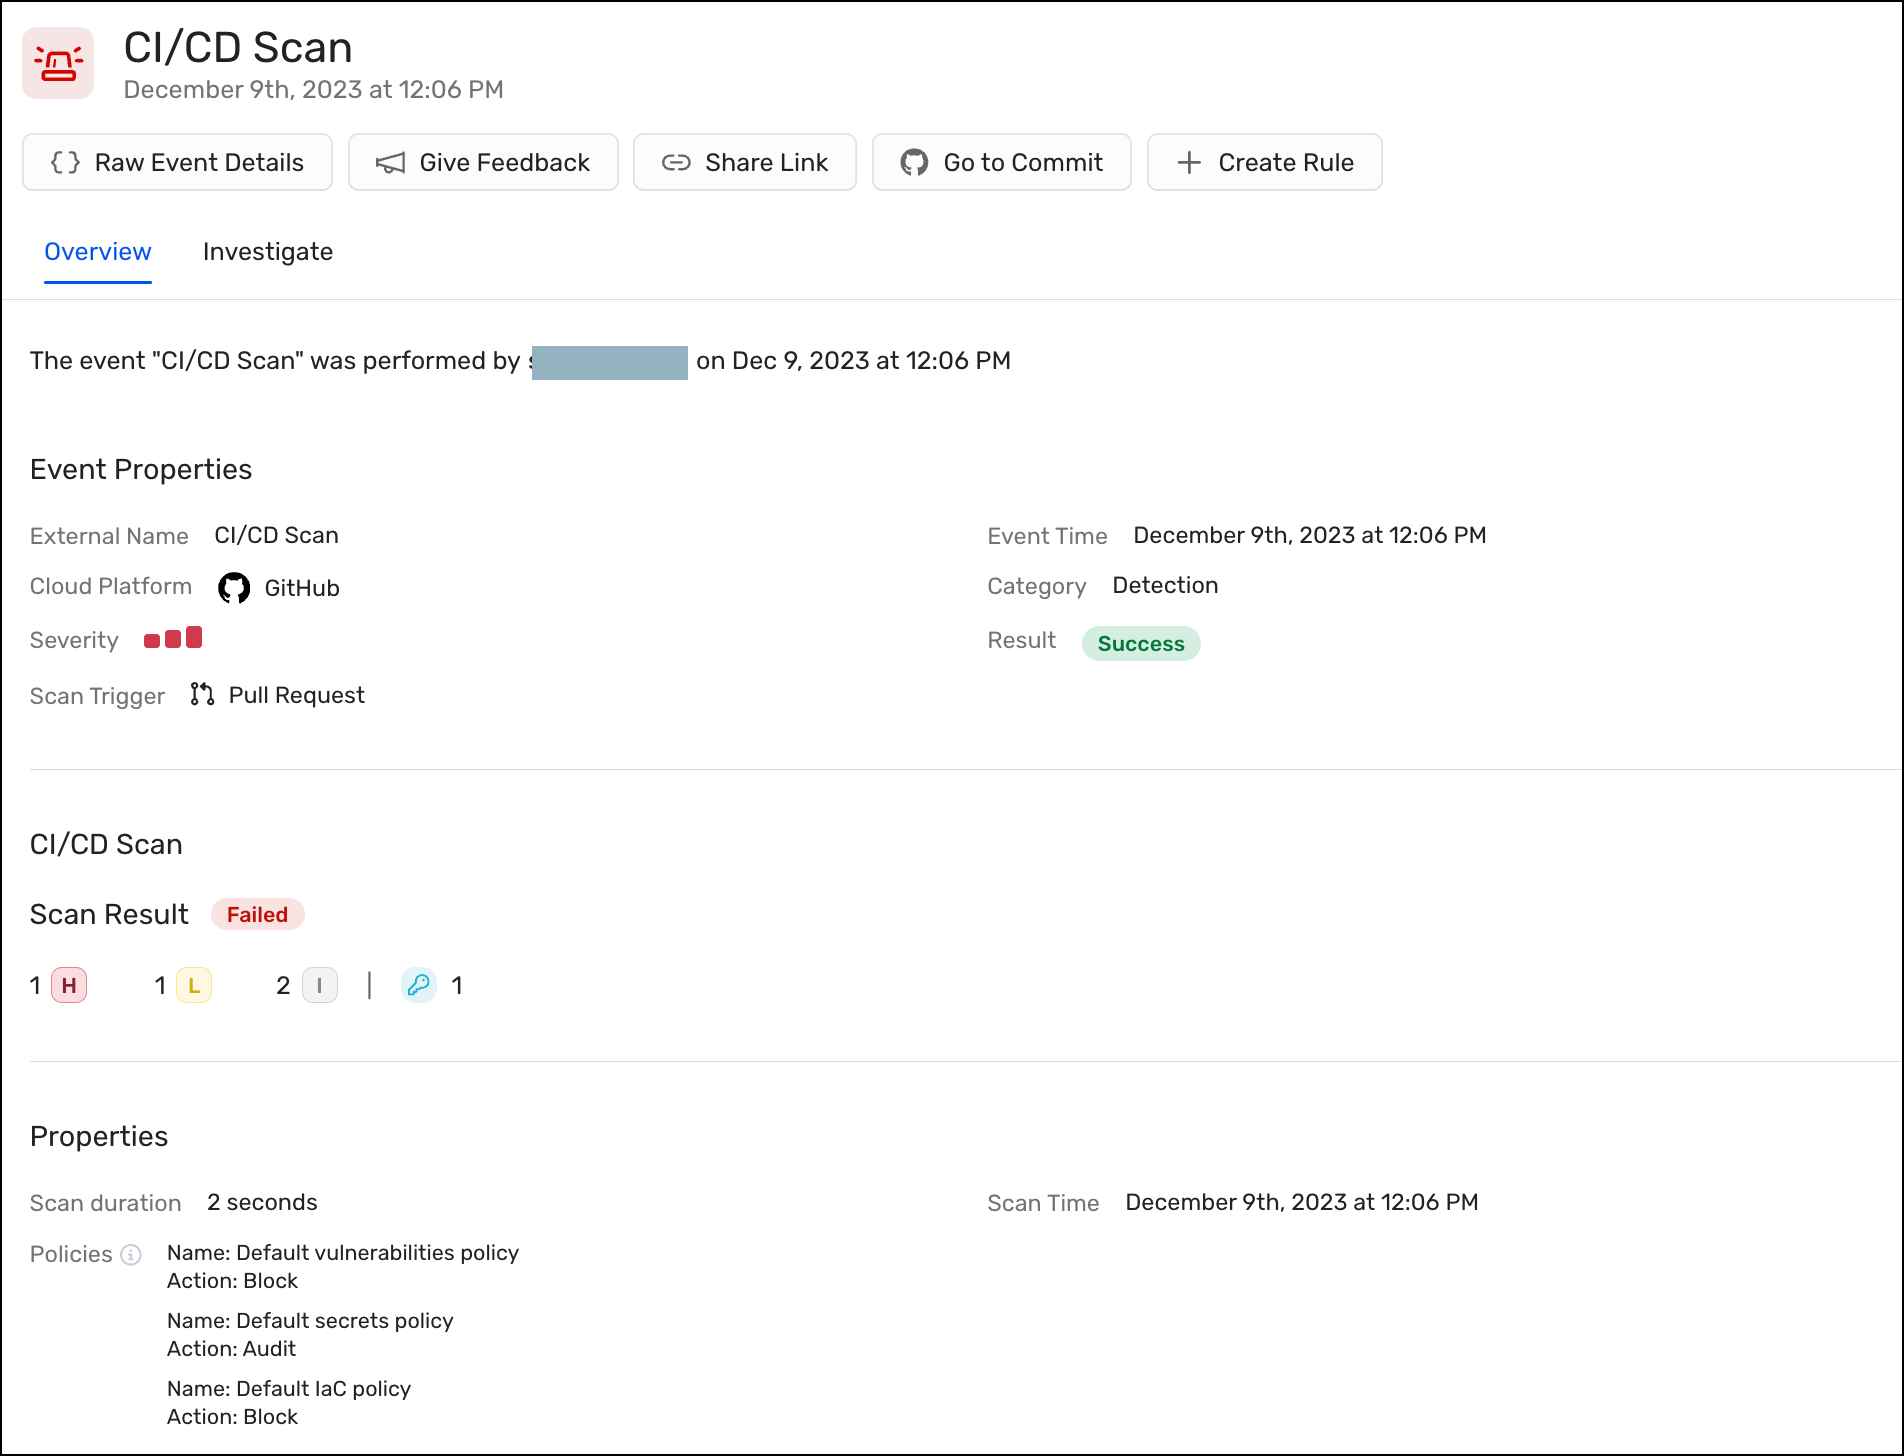 CI/CD Scan
December 9th, 2023 at 12:06 PM
Raw Event Details
Give Feedback
Share Link
Go to Commit
Create Rule
Overview
Investigate
The event "CI/CD Scan" was performed by on Dec 9, 2023 at 12:06 PM
Event Properties
External Name CI/CD Scan
Event Time December 9th, 2023 at 12:06 PM
Cloud Platform GitHub
Category Detection
Severity
Result Success
Scan Trigger Pull Request
CI/CD Scan
Scan Result Failed
1 H 1 L 2 I | 1
Properties
Scan duration 2 seconds
Scan Time December 9th, 2023 at 12:06 PM
Policies Name: Default vulnerabilities policy
Action: Block
Name: Default secrets policy
Action: Audit
Name: Default IaC policy
Action: Block